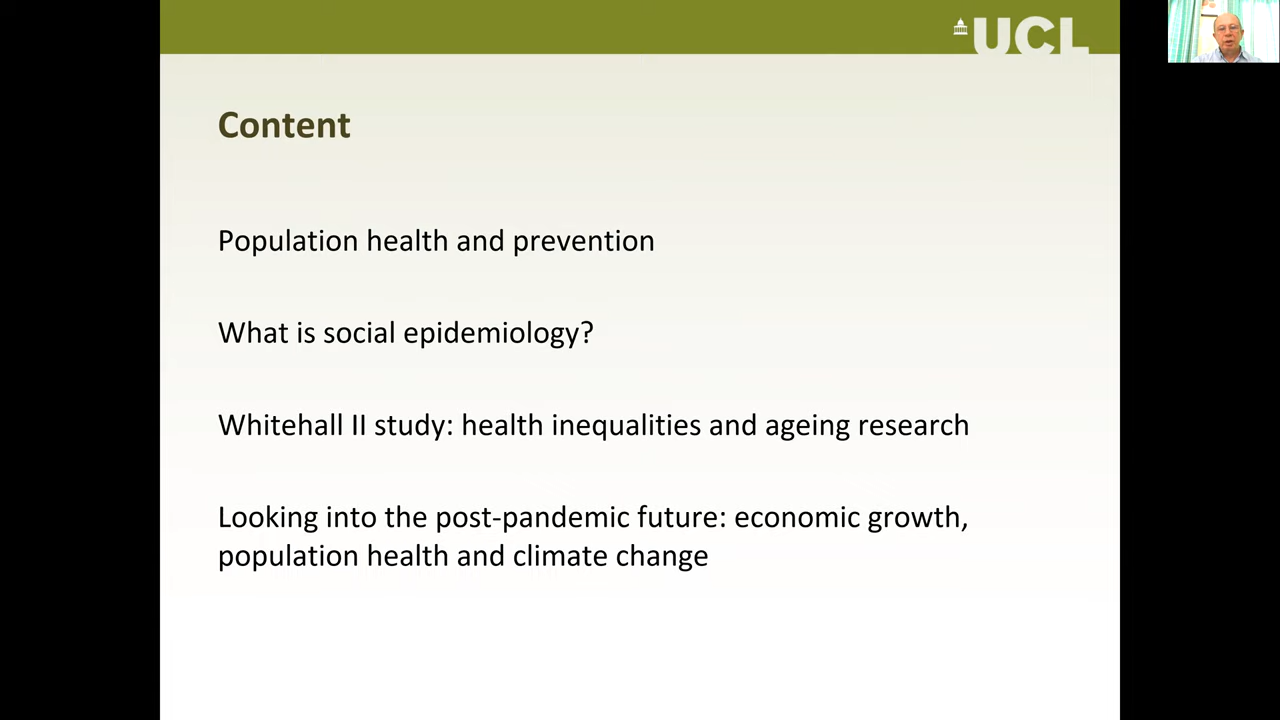 UCL
Content
Population health and prevention
What is social epidemiology?
Whitehall II study: health inequalities and ageing research
Looking into the post-pandemic future: economic growth,
population health and climate change